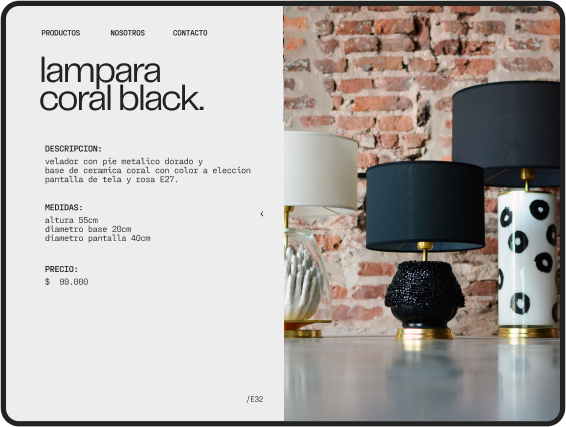 PRODUCTOS NOSOTROS CONTACTO
lampara
coral black.
DESCRIPCION:
velador con pie metalico dorado y
base de ceramica coral con color a eleccion
pantalla de tela y rosa E27.
MEDIDAS:
altura 55cm
diametro base 20cm
diametro pantalla 40cm
‹
PRECIO:
$ 99.000
/E32